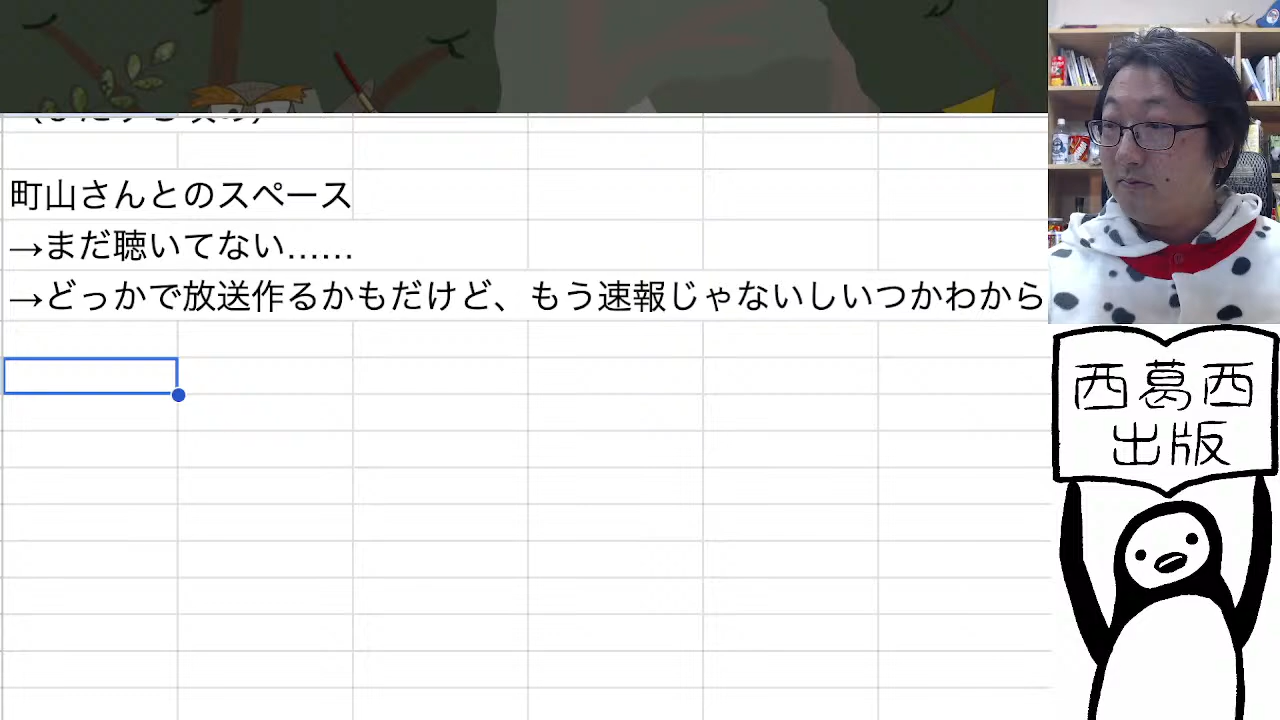 町山さんとのスペース
→まだ聴いてない……
→どっかで放送作るかもだけど、もう速報じゃないしいつかわから
西葛西
出版